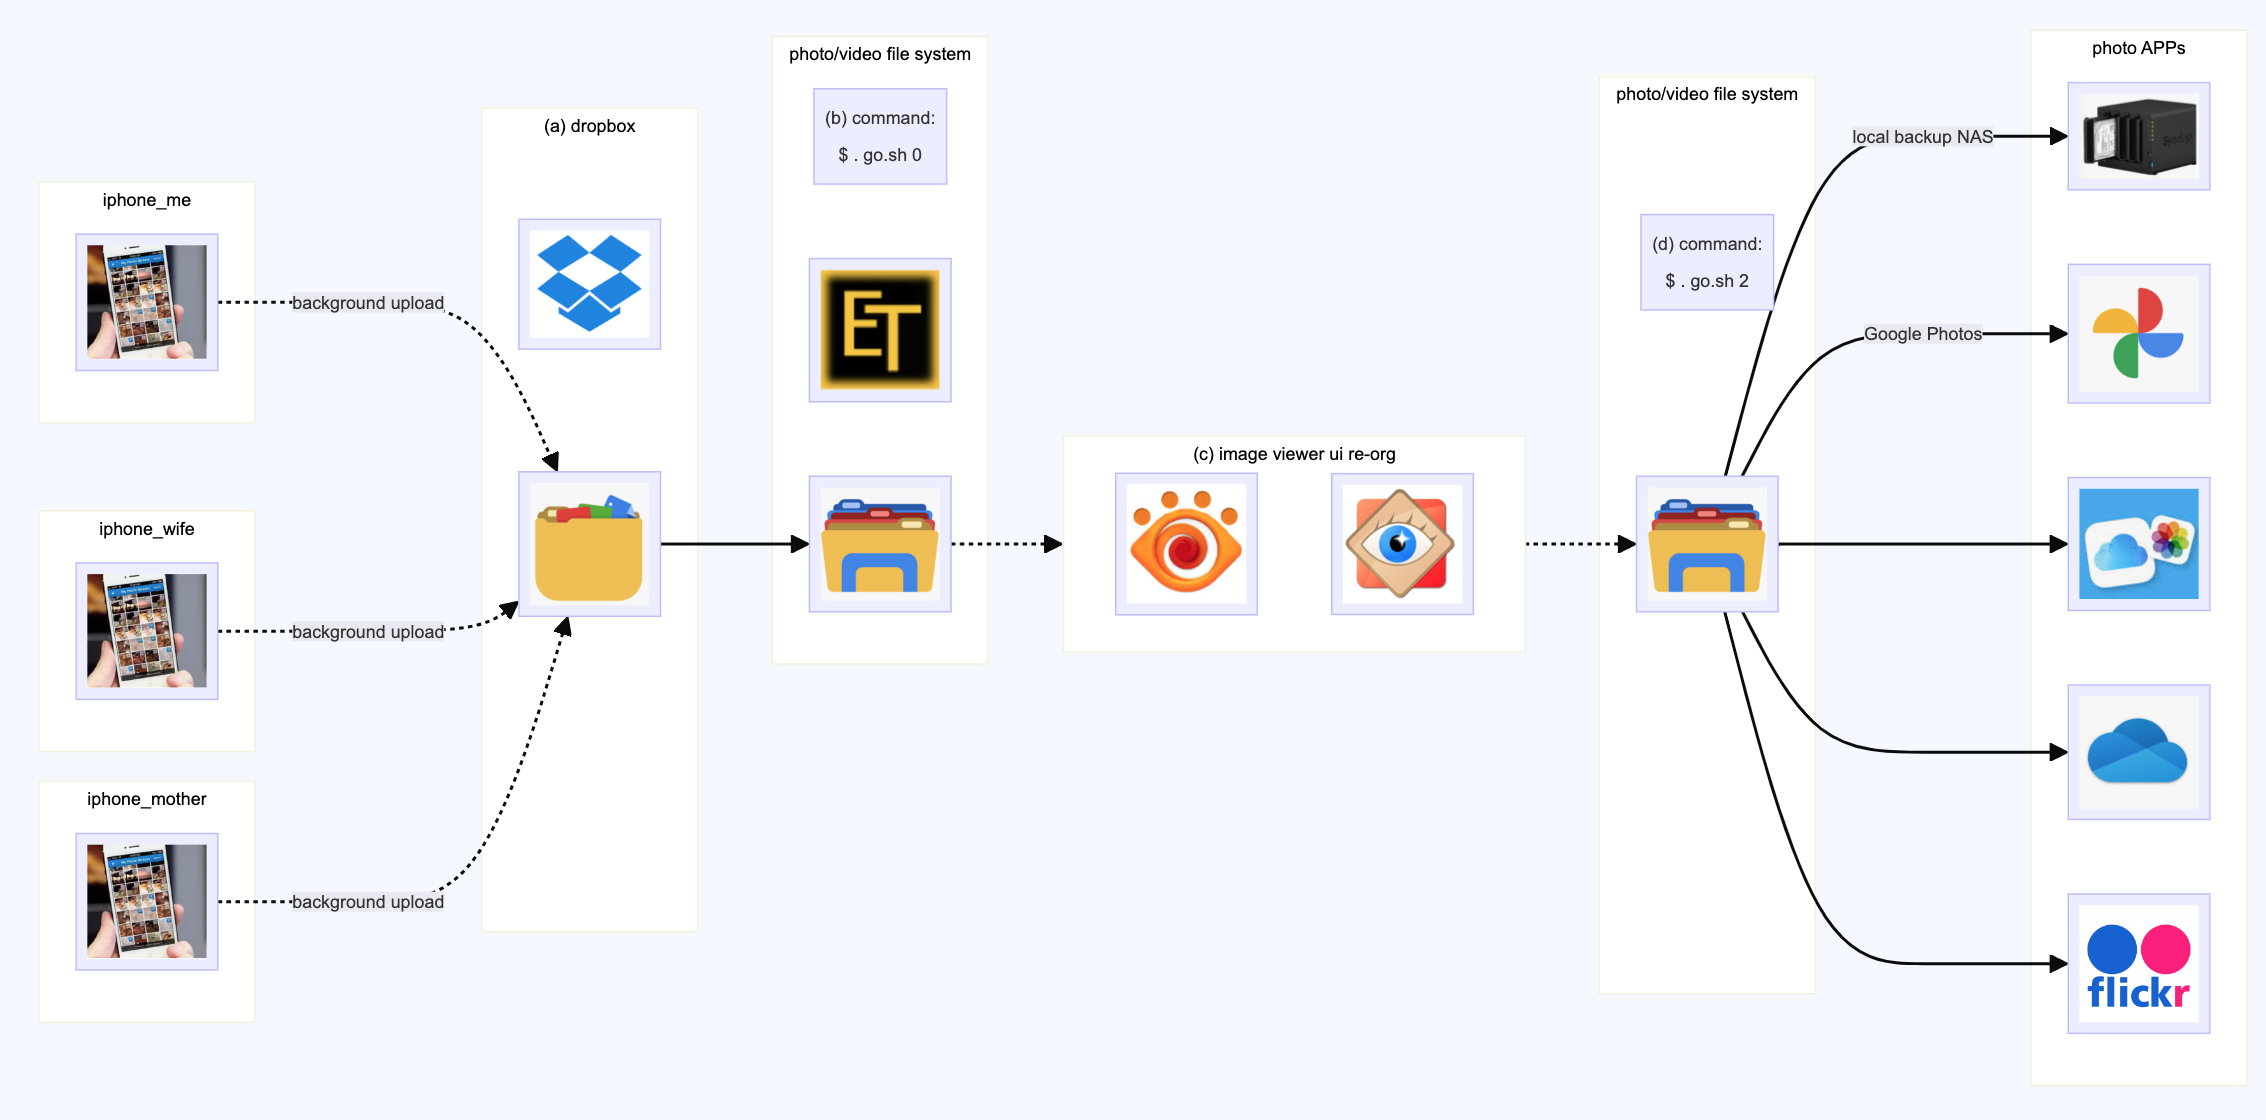 iphone_me
background upload
iphone_wife
background upload
iphone_mother
background upload
(a) dropbox
photo/video file system
(b) command:
$ . go.sh 0
ET
(c) image viewer ui re-org
photo/video file system
(d) command:
$ . go.sh 2
local backup NAS
Google Photos
photo APPs
Synology
flickr